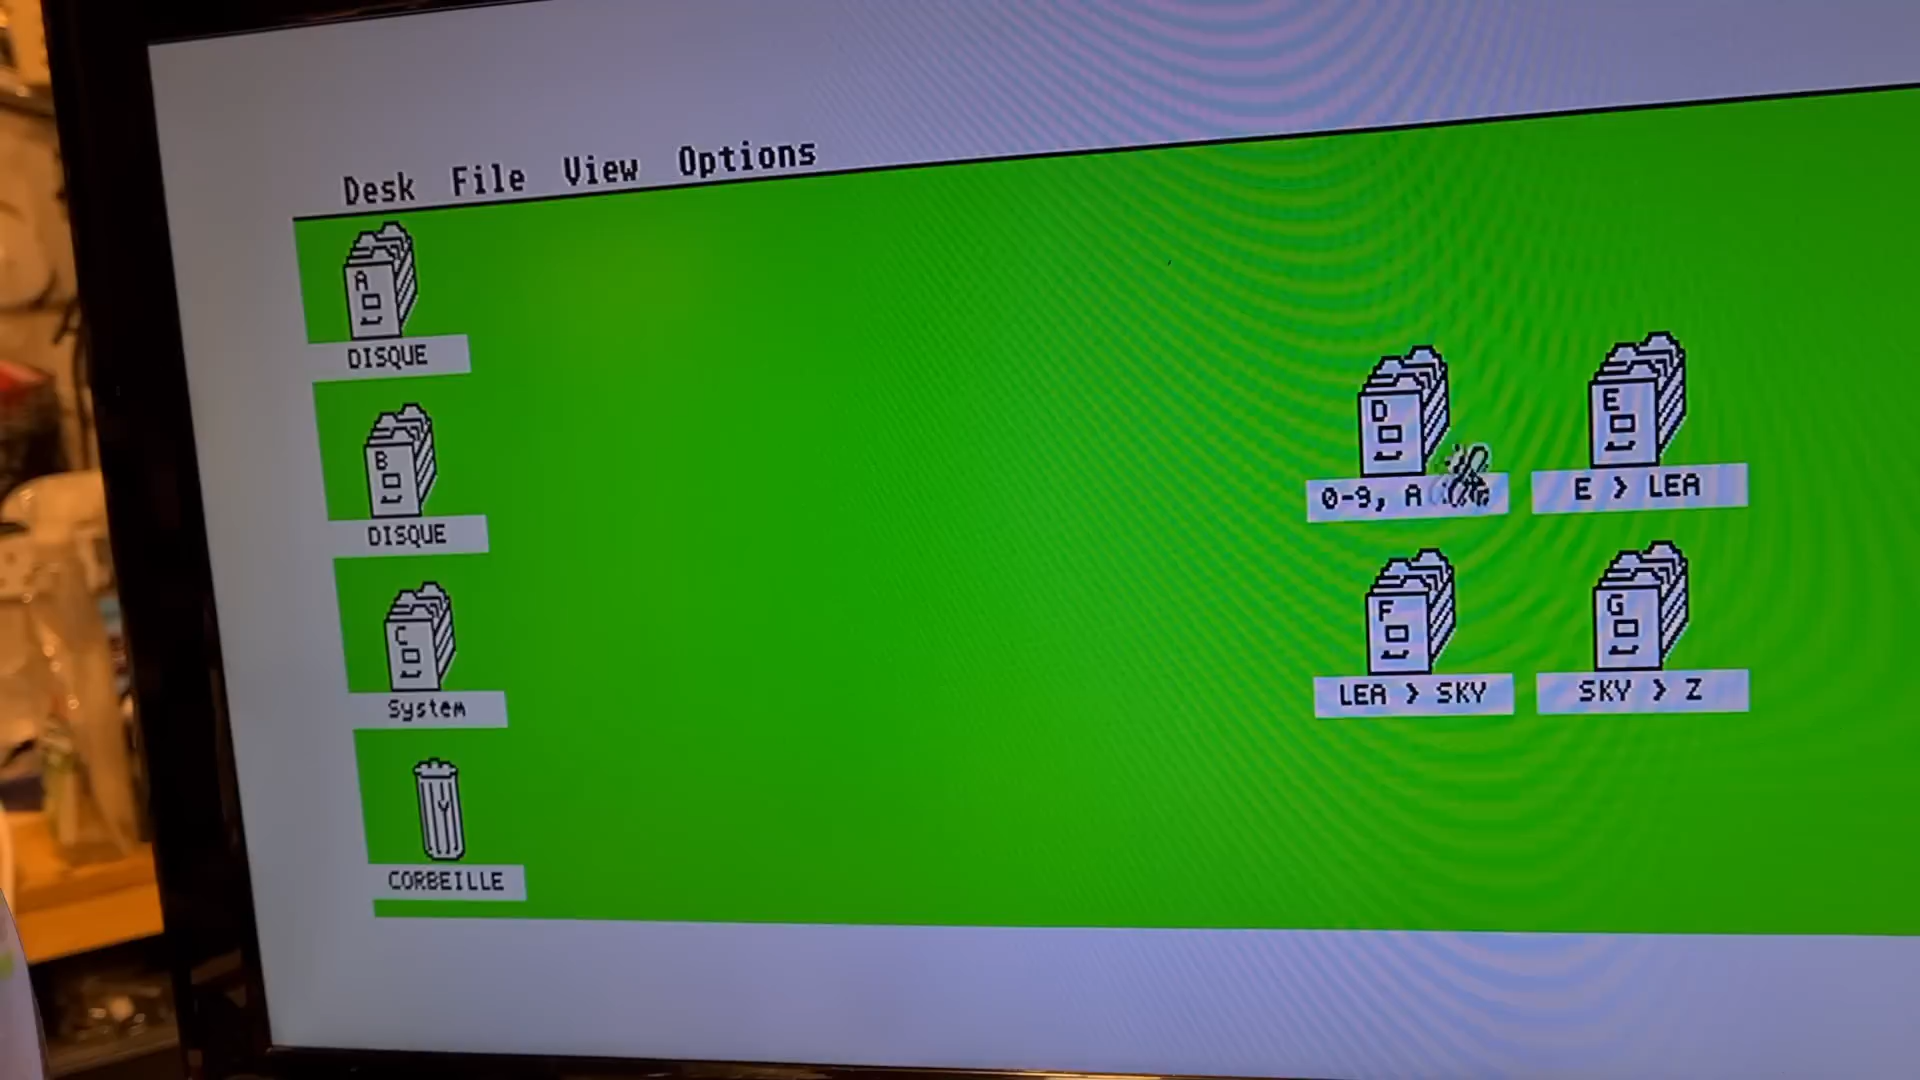 Desk File View Options
A
DISQUE
B
DISQUE
C
System
CORBEILLE
D
0-9, A
E
E > LEA
F
LEA > SKY
G
SKY > Z